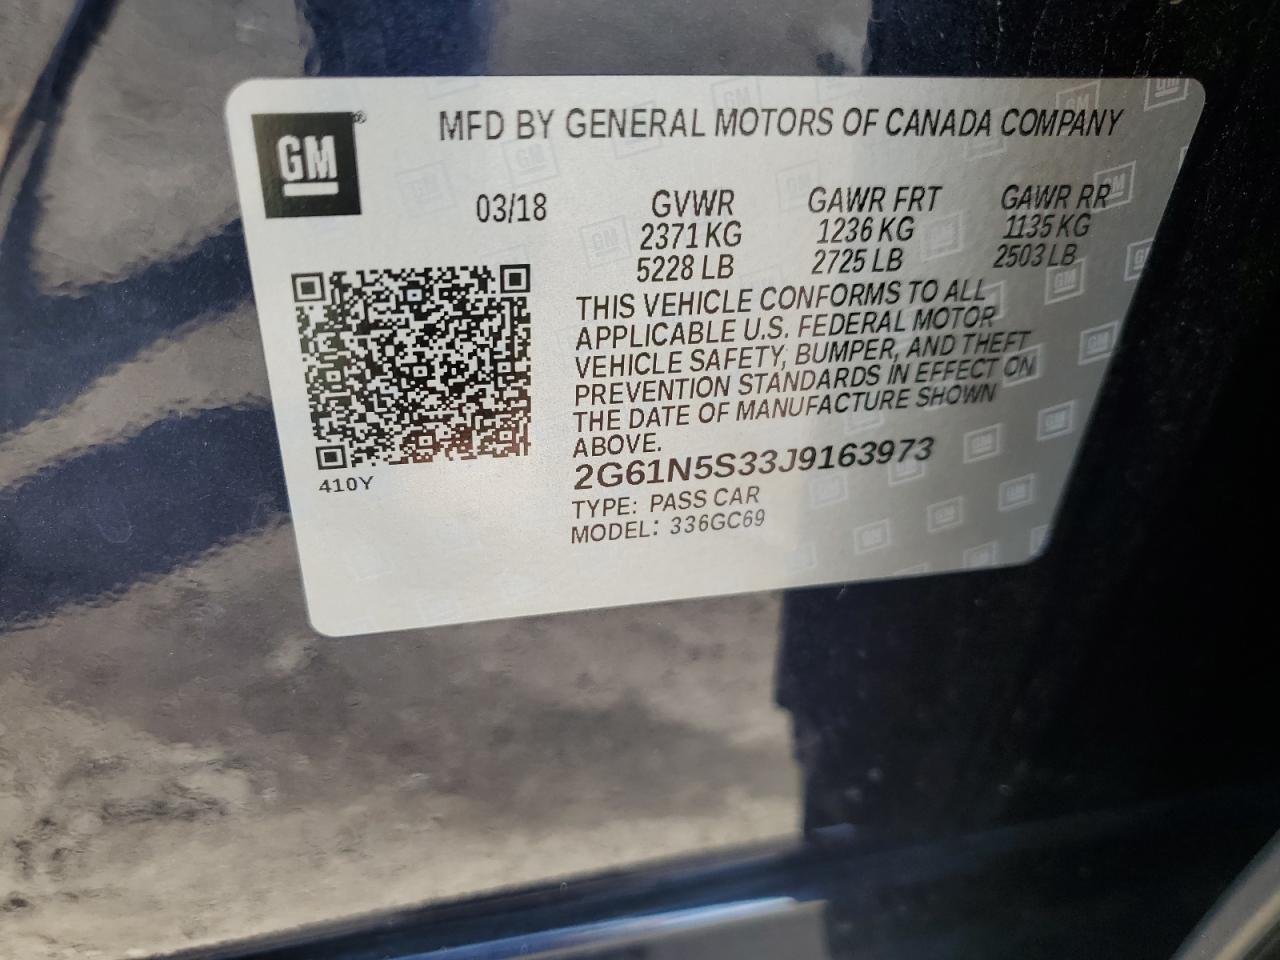 GM®
MFD BY GENERAL MOTORS OF CANADA COMPANY
03/18
GVWR GAWR FRT GAWR RR
2371 KG 1236 KG 1135 KG
5228 LB 2725 LB 2503 LB
THIS VEHICLE CONFORMS TO ALL
APPLICABLE U.S. FEDERAL MOTOR
VEHICLE SAFETY, BUMPER, AND THEFT
PREVENTION STANDARDS IN EFFECT ON
THE DATE OF MANUFACTURE SHOWN
ABOVE.
2G61N5S33J9163973
TYPE: PASS CAR
MODEL: 336GC69
410Y